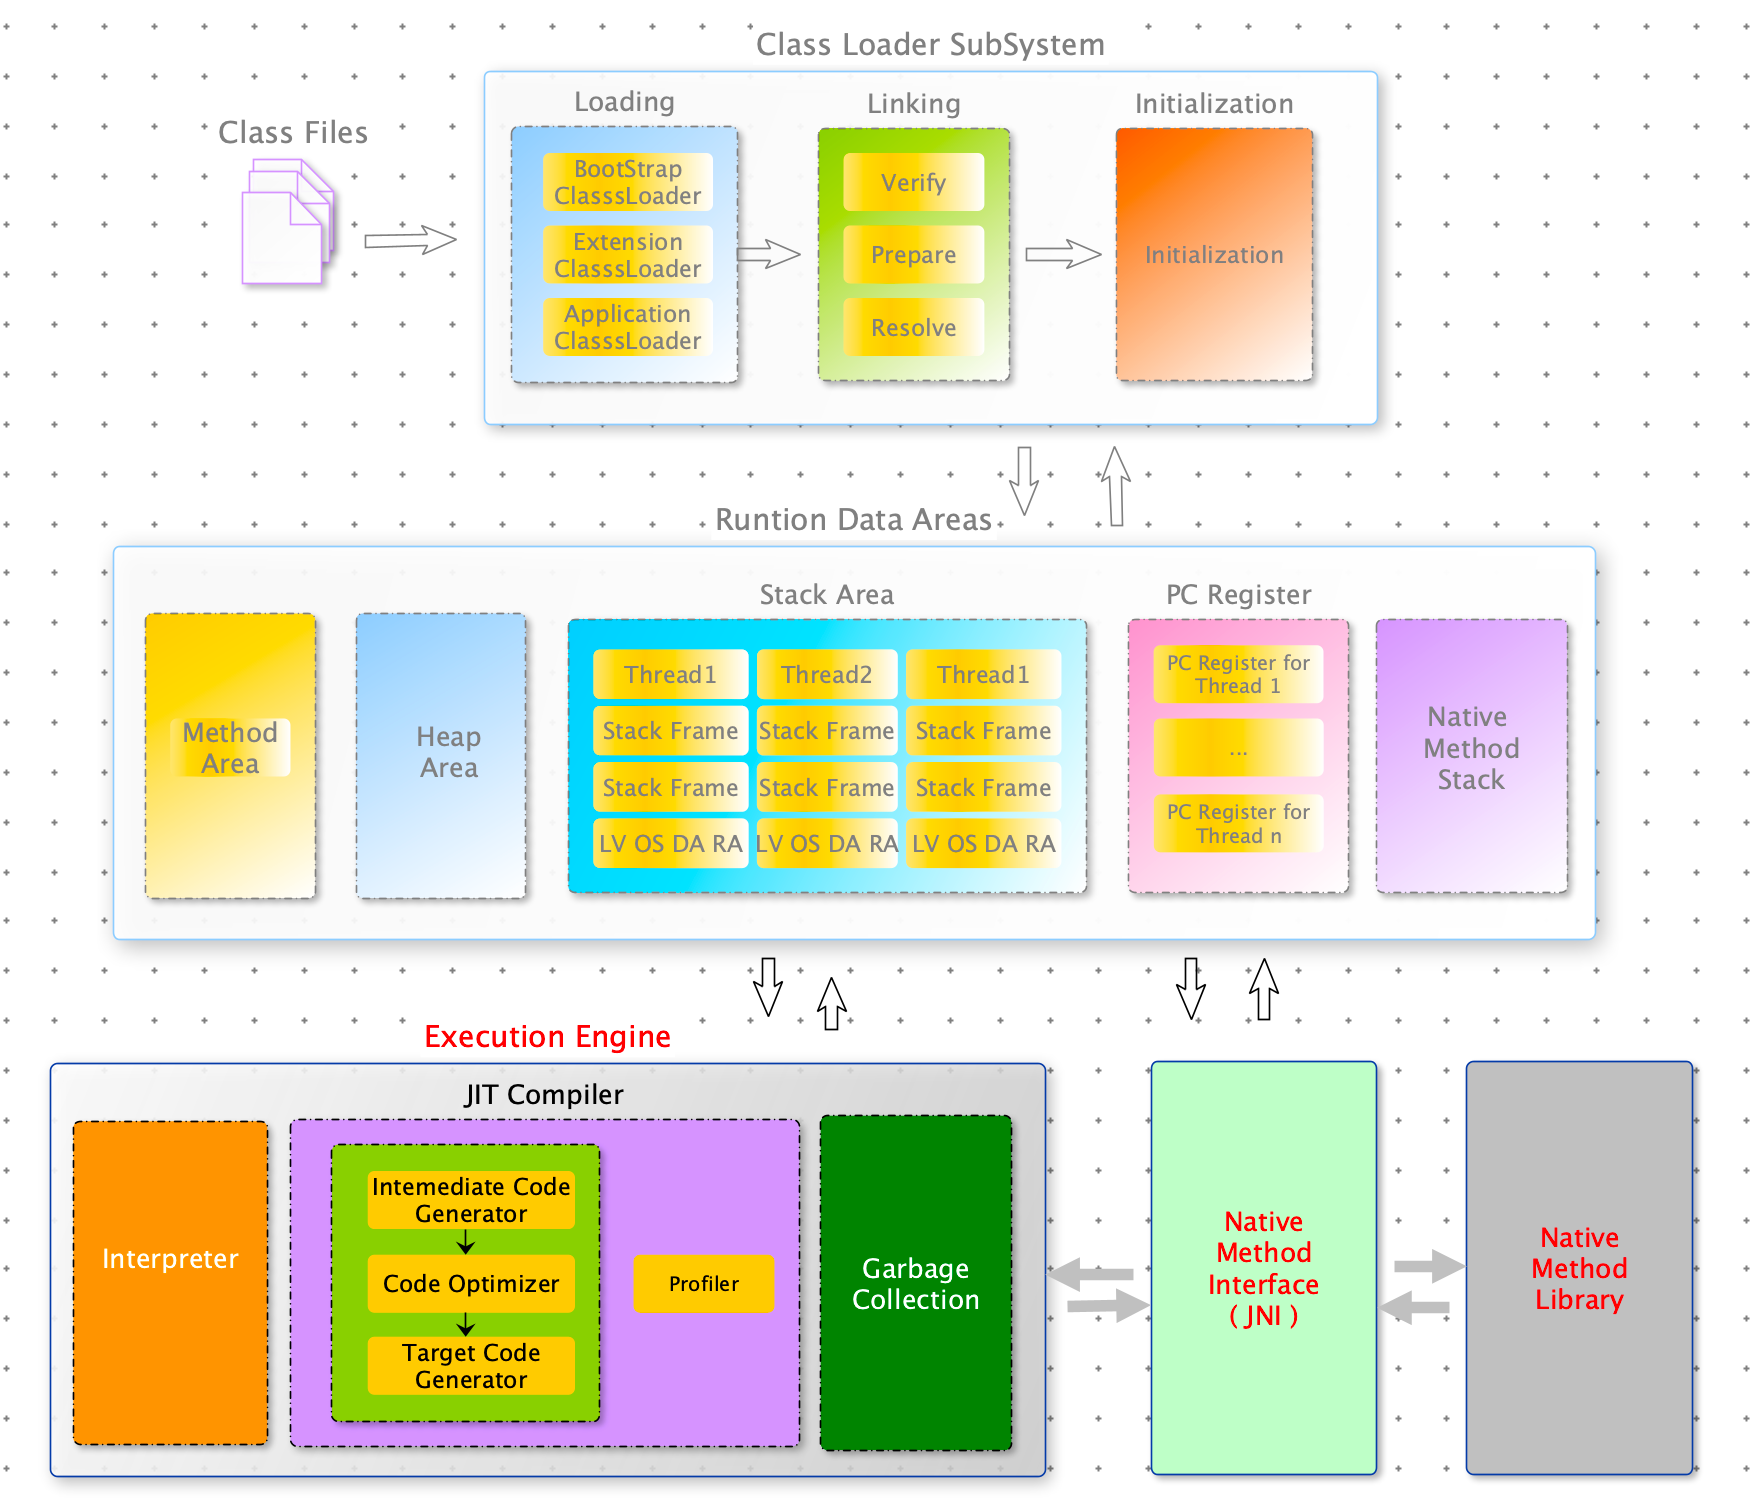 Class Loader SubSystem
Class Files
Loading
Linking
Initialization
BootStrap
ClasssLoader
Extension
ClasssLoader
Application
ClasssLoader
Verify
Prepare
Resolve
Initialization
Runtion Data Areas
Method
Area
Heap
Area
Stack Area
Thread1
Thread2
Thread1
Stack Frame
Stack Frame
Stack Frame
Stack Frame
Stack Frame
Stack Frame
LV OS DA RA
LV OS DA RA
LV OS DA RA
PC Register
PC Register for
Thread 1
...
PC Register for
Thread n
Native
Method
Stack
Execution Engine
JIT Compiler
Interpreter
Intemediate Code
Generator
Code Optimizer
Target Code
Generator
Profiler
Garbage
Collection
Native
Method
Interface
( JNI )
Native
Method
Library